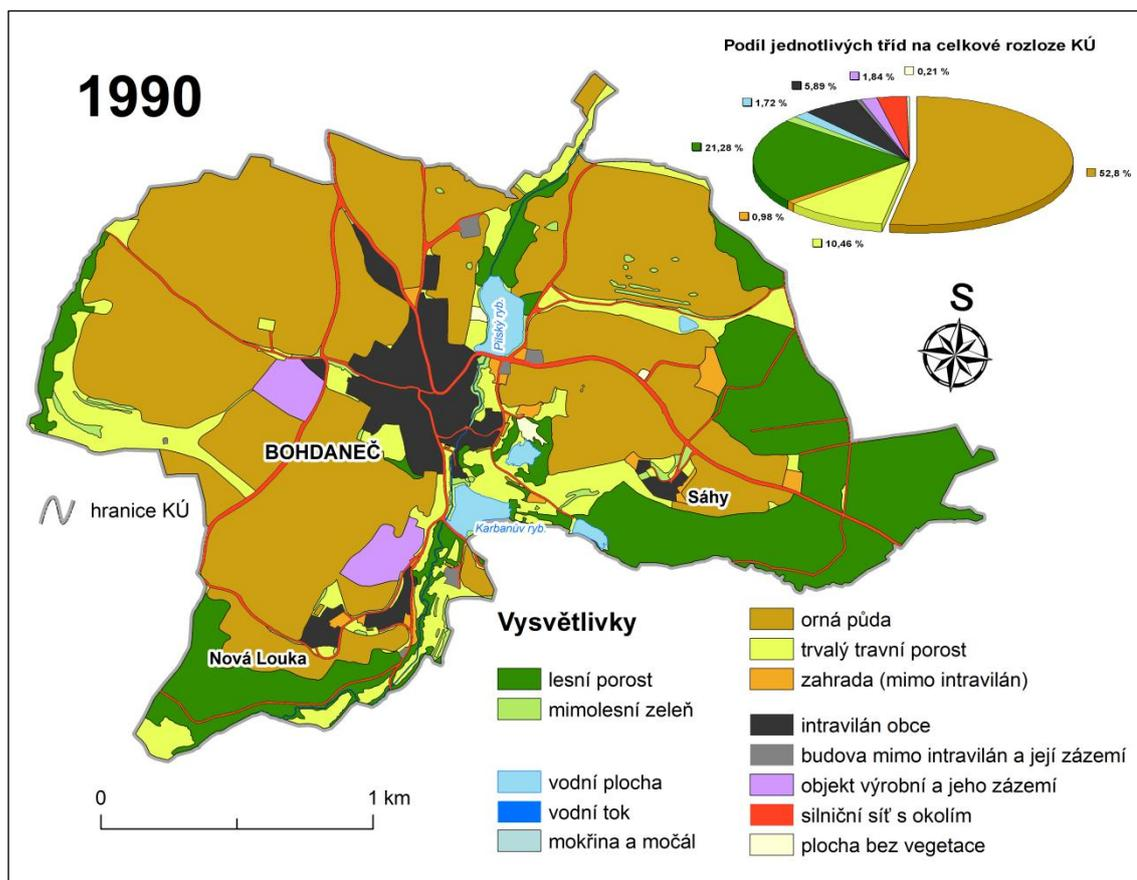 1990
Podíl jednotlivých tříd na celkové rozloze KÚ
0,21 %
1,84 %
5,89 %
1,72 %
21,28 %
52,8 %
0,98 %
10,46 %
S
Pilský ryb.
BOHDANEČ
Sáhy
hranice KÚ
Karbanův ryb.
Nová Louka
0
1 km
Vysvětlivky
lesní porost
mimolesní zeleň
vodní plocha
vodní tok
mokřina a močál
orná půda
trvalý travní porost
zahrada (mimo intravilán)
intravilán obce
budova mimo intravilán a její zázemí
objekt výrobní a jeho zázemí
silniční síť s okolím
plocha bez vegetace